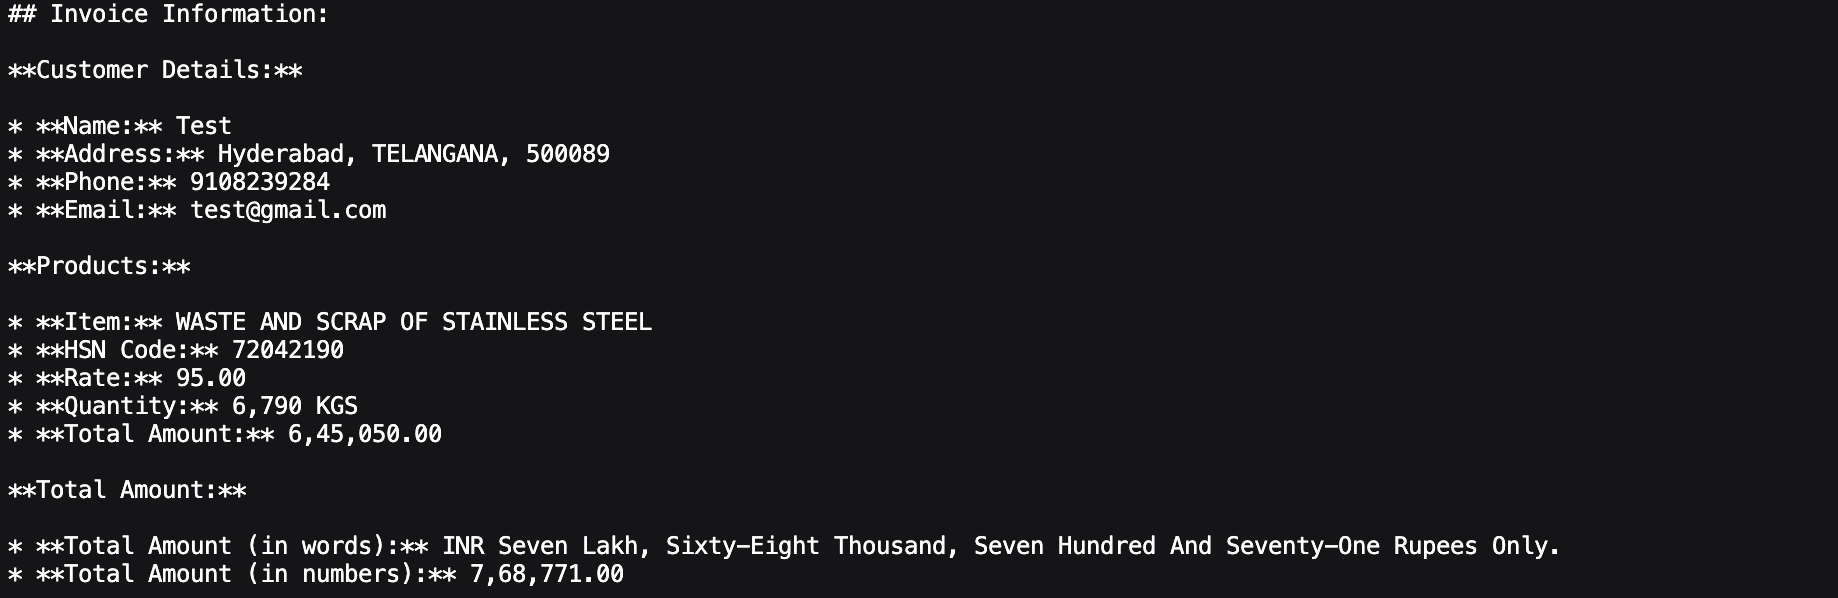 ## Invoice Information:
**Customer Details:**
* **Name:** Test
* **Address:** Hyderabad, TELANGANA, 500089
* **Phone:** 9108239284
* **Email:** test@gmail.com
**Products:**
* **Item:** WASTE AND SCRAP OF STAINLESS STEEL
* **HSN Code:** 72042190
* **Rate:** 95.00
* **Quantity:** 6,790 KGS
* **Total Amount:** 6,45,050.00
**Total Amount:**
* **Total Amount (in words):** INR Seven Lakh, Sixty-Eight Thousand, Seven Hundred And Seventy-One Rupees Only.
* **Total Amount (in numbers):** 7,68,771.00